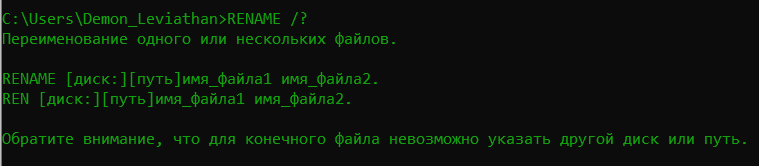 C:\Users\Demon_Leviathan>RENAME /?
Переименование одного или нескольких файлов.
RENAME [диск:][путь]имя_файла1 имя_файла2.
REN [диск:][путь]имя_файла1 имя_файла2.
Обратите внимание, что для конечного файла невозможно указать другой диск или путь.